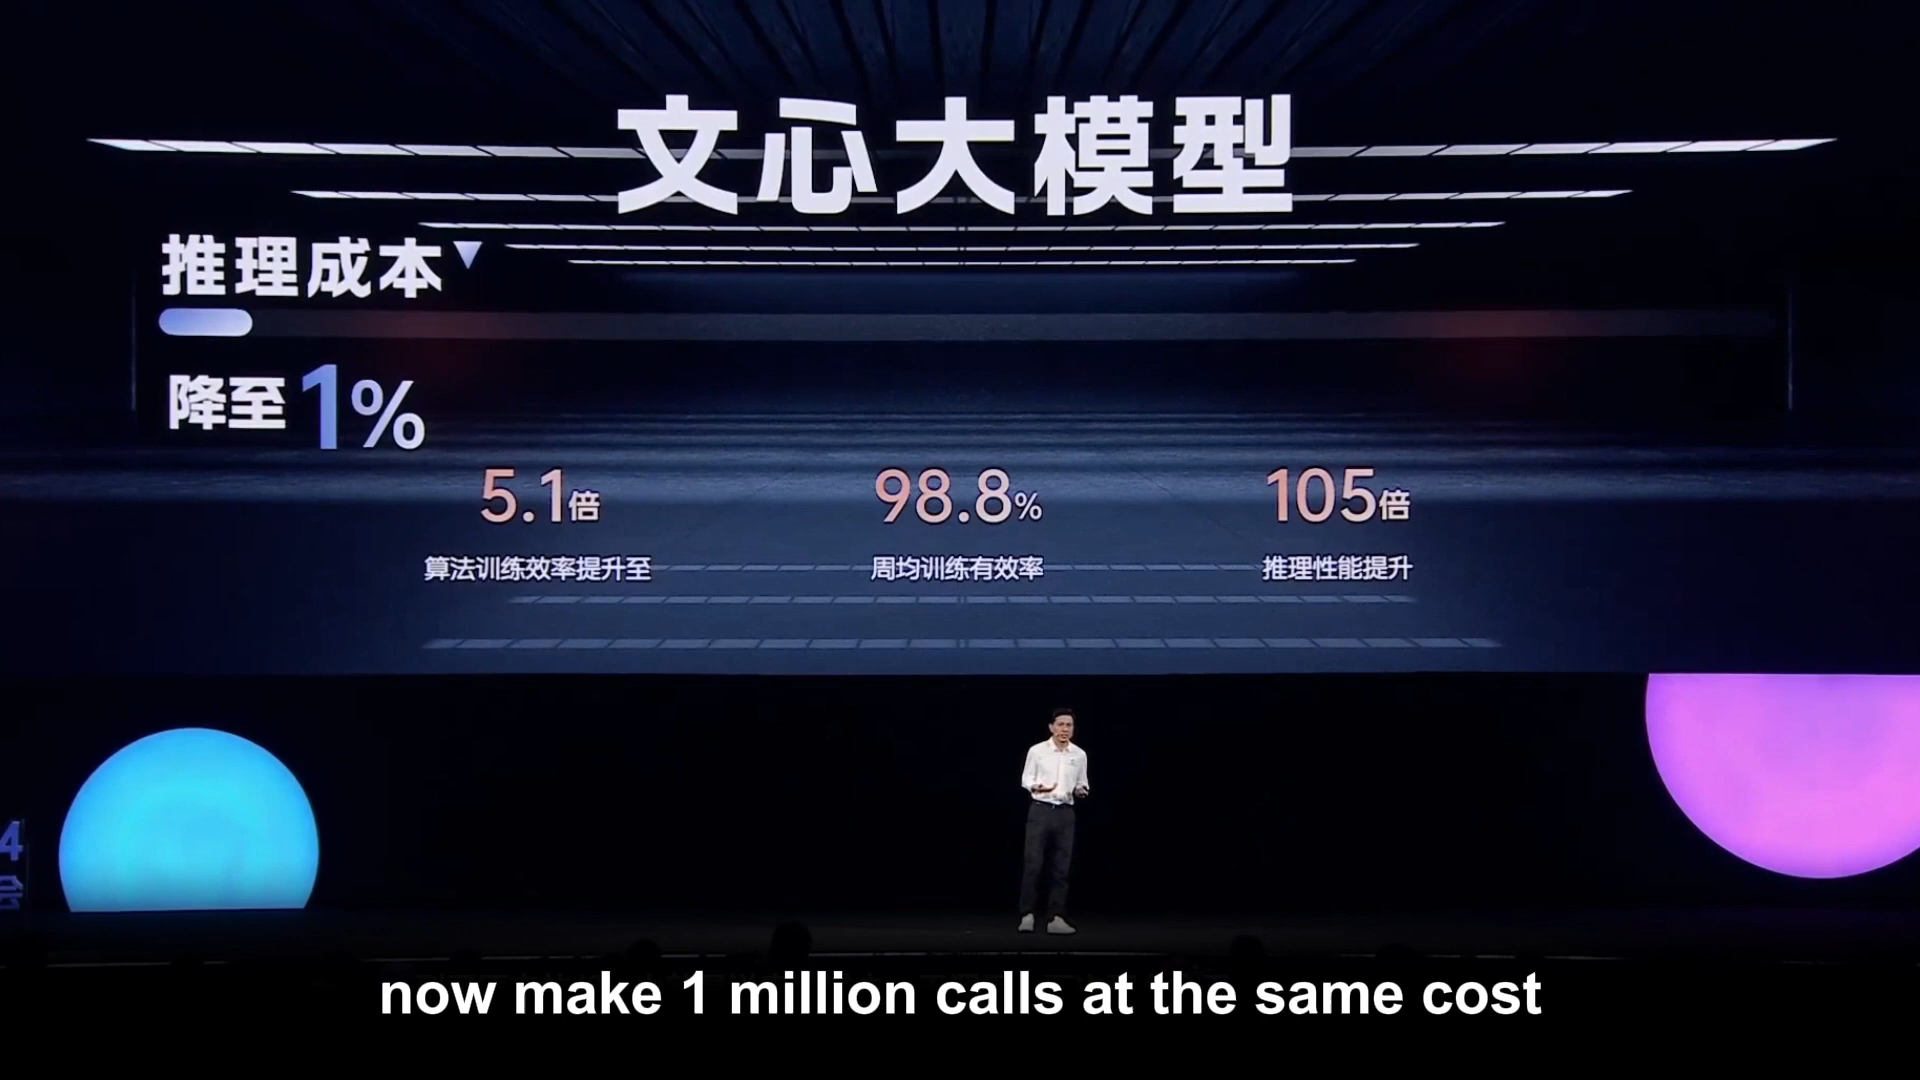 文心大模型
推理成本
降至1%
5.1倍
98.8%
105倍
算法训练效率提升至
周均训练有效率
推理性能提升
4
now make 1 million calls at the same cost